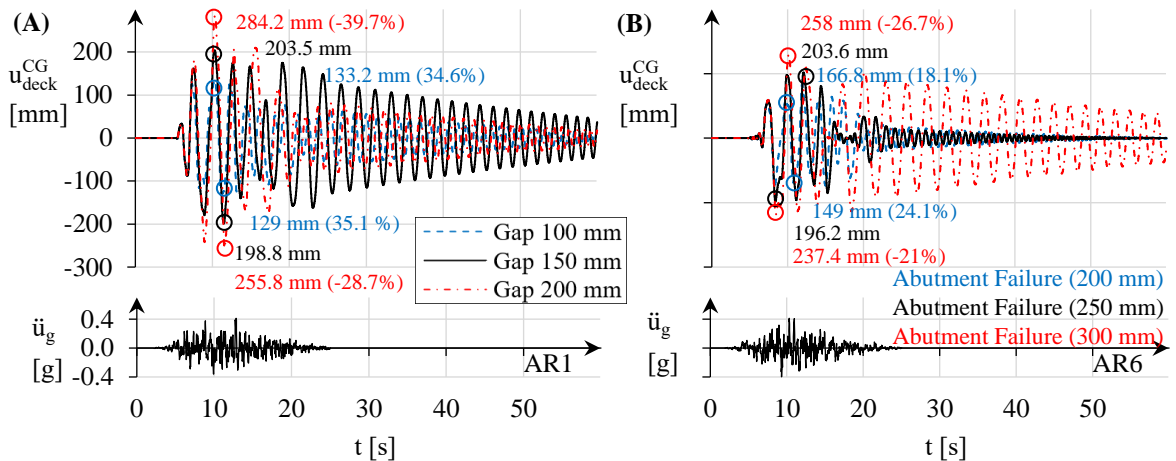 (A)
284.2 mm (-39.7%)
203.5 mm
133.2 mm (34.6%)
u_deck^CG
[mm]
200
100
0
-100
-200
-300
129 mm (35.1 %)
198.8 mm
255.8 mm (-28.7%)
Gap 100 mm
Gap 150 mm
Gap 200 mm
ü_g
[g]
0.4
0.0
-0.4
AR1
0 10 20 30 40 50
t [s]
(B)
258 mm (-26.7%)
203.6 mm
166.8 mm (18.1%)
u_deck^CG
[mm]
149 mm (24.1%)
196.2 mm
237.4 mm (-21%)
Abutment Failure (200 mm)
Abutment Failure (250 mm)
Abutment Failure (300 mm)
ü_g
[g]
AR6
0 10 20 30 40 50
t [s]